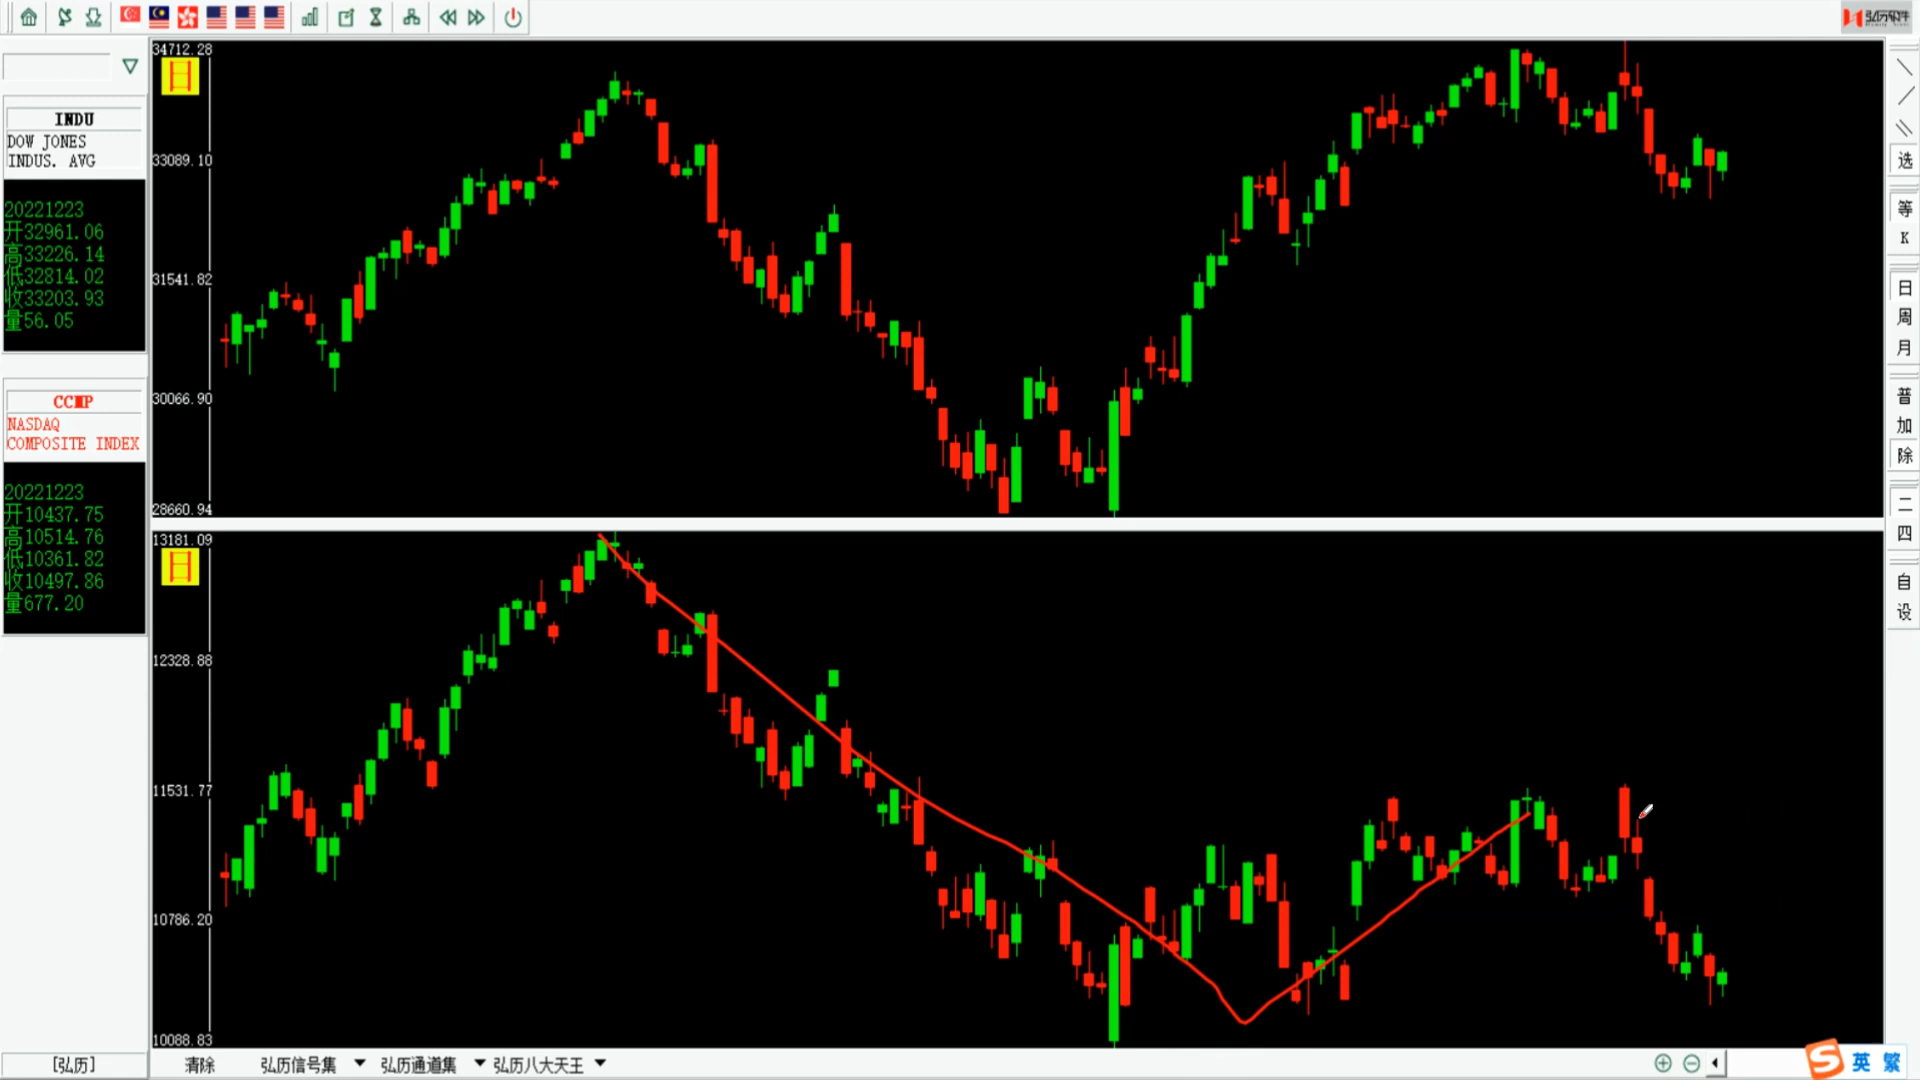 弘历软件
34712.28
日
INDU
DOW JONES
INDUS. AVG
33089.10
选
20221223
开32961.06
高33226.14
低32814.02
收33203.93
量56.05
等
K
31541.82
日
周
月
CCMP
NASDAQ
COMPOSITE INDEX
30066.90
普
加
除
20221223
开10437.75
高10514.76
低10361.82
收10497.86
量677.20
28660.94
二
四
13181.09
日
自
设
12328.88
11531.77
10786.20
10088.83
[弘历]
清除
弘历信号集
弘历通道集
弘历八大天王
S
英 繁